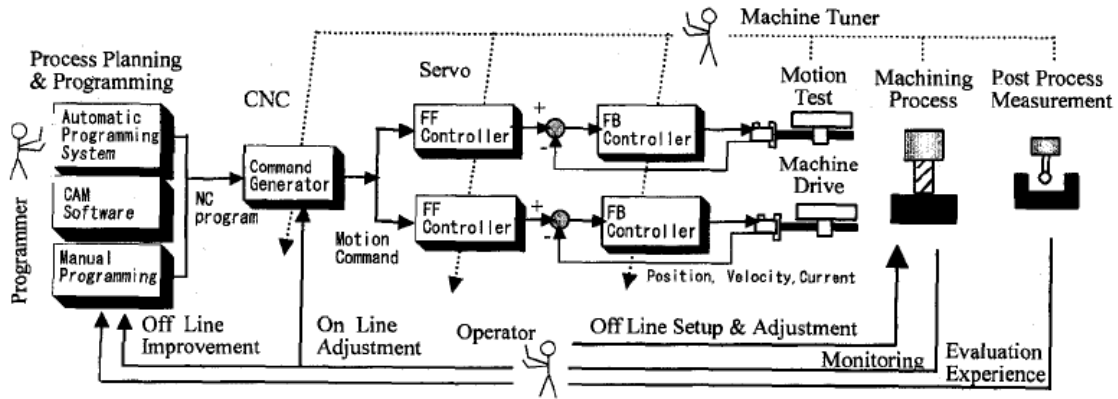 Machine Tuner
Process Planning
& Programming
Automatic
Programming
System
CAM
Software
Manual
Programming
Programmer
NC
program
CNC
Command
Generator
Motion
Command
Servo
FF
Controller
+
-
FB
Controller
FF
Controller
+
-
FB
Controller
Position, Velocity, Current
Motion
Test
Machine
Drive
Machining
Process
Post Process
Measurement
Off Line
Improvement
On Line
Adjustment
Operator
Off Line Setup & Adjustment
Monitoring
Evaluation
Experience